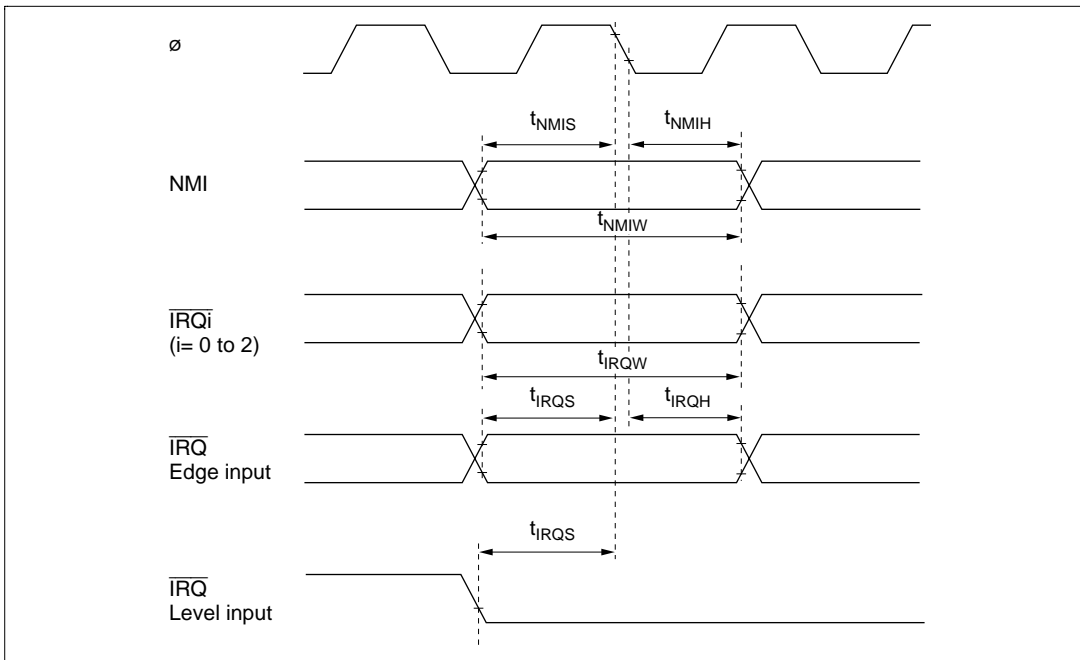 ø
tNMIS
tNMIH
NMI
tNMIW
IRQi
(i= 0 to 2)
tIRQW
tIRQS
tIRQH
IRQ
Edge input
tIRQS
IRQ
Level input